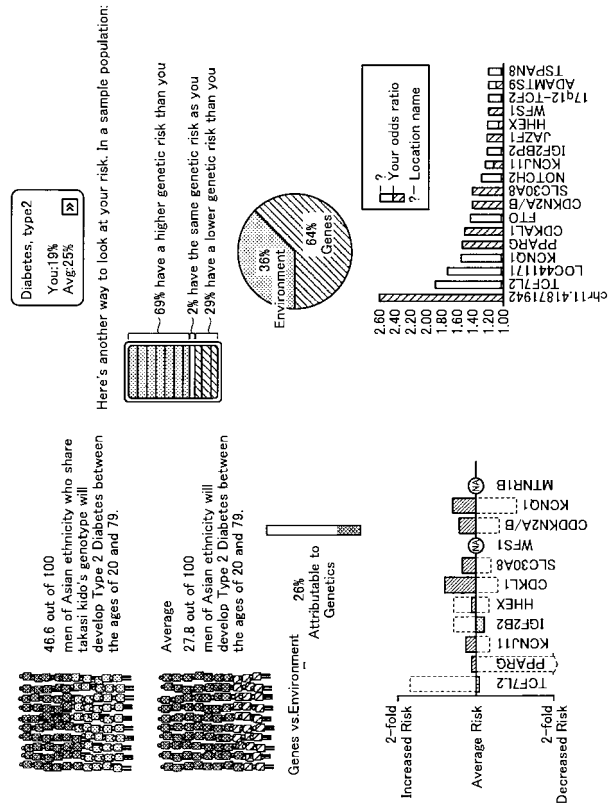 46.6 out of 100
men of Asian ethnicity who share
takasi kido's genotype will
develop Type 2 Diabetes between
the ages of 20 and 79.
Average
27.8 out of 100
men of Asian ethnicity will
develop Type 2 Diabetes between
the ages of 20 and 79.
Genes vs.Environment
26%
Attributable to
Genetics
2-fold
Increased Risk
Average Risk
2-fold
Decreased Risk
TCF7L2
PPARG
KCNJ11
IGF2B2
HHEX
CDKL1
SLC30A8
WFS1
NA
CDDKN2A/B
KCNQ1
MTNR1B
NA
Diabetes, type2
You:19%
Avg:25%
»
Here's another way to look at your risk. In a sample population:
69% have a higher genetic risk than you
2% have the same genetic risk as you
29% have a lower genetic risk than you
36%
Environment
64%
Genes
?
Your odds ratio
?— Location name
2.60
2.40
2.20
2.00
1.80
1.60
1.40
1.20
1.00
chr11.41871942
TCF7L2
LOC441171
KCNQ1
PPARG
CDKAL1
FTO
CDKN2A/B
SLC30A8
NOTCH2
KCNJ11
IGF2BP2
JAZF1
HHEX
WFS1
17q12-TCF2
ADAMTS9
TSPAN8